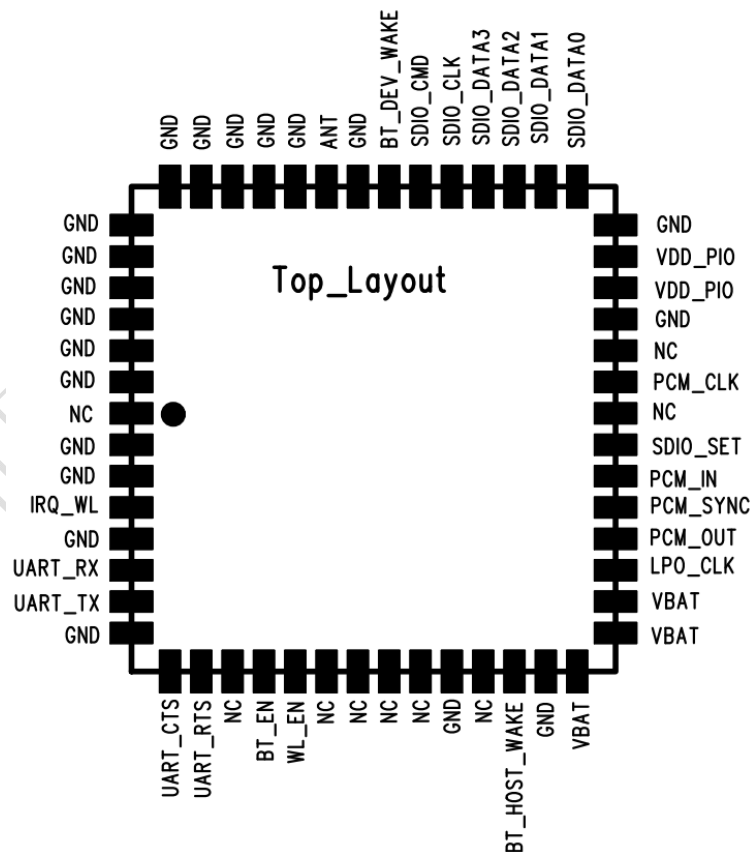 GND
GND
GND
GND
GND
ANT
GND
BT_DEV_WAKE
SDIO_CMD
SDIO_CLK
SDIO_DATA3
SDIO_DATA2
SDIO_DATA1
SDIO_DATA0
Top_Layout
GND
GND
GND
GND
GND
GND
NC
GND
GND
IRQ_WL
GND
UART_RX
UART_TX
GND
GND
VDD_PIO
VDD_PIO
GND
NC
PCM_CLK
NC
SDIO_SET
PCM_IN
PCM_SYNC
PCM_OUT
LPO_CLK
VBAT
VBAT
UART_CTS
UART_RTS
NC
BT_EN
WL_EN
NC
NC
NC
NC
GND
NC
BT_HOST_WAKE
GND
VBAT